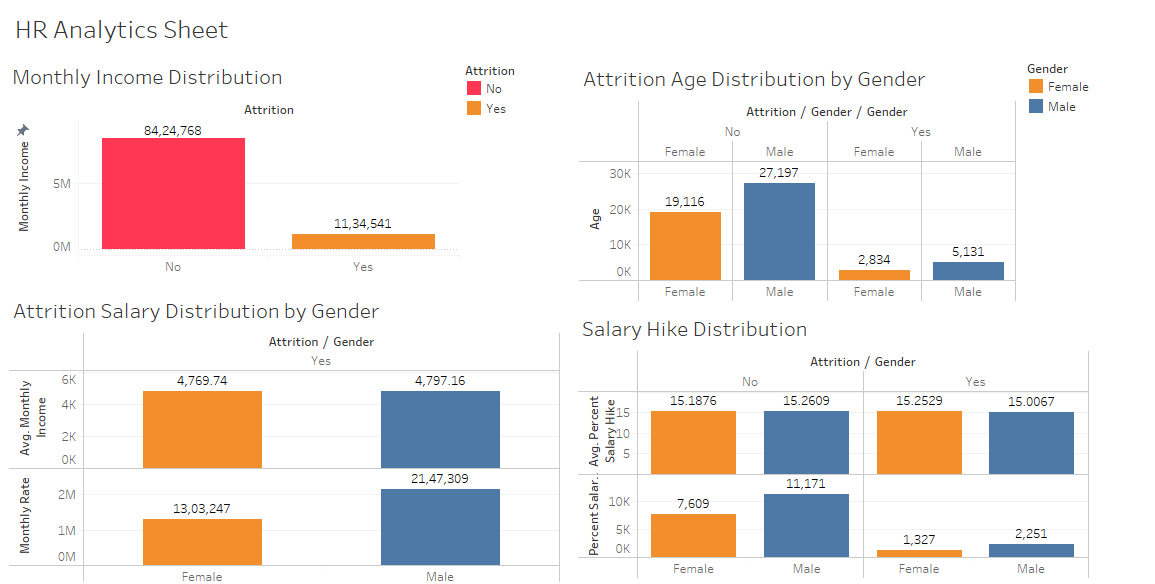 HR Analytics Sheet
Monthly Income Distribution
Attrition
No
Yes
Attrition
Monthly Income
5M
0M
84,24,768
11,34,541
No
Yes
Attrition Age Distribution by Gender
Gender
Female
Male
Attrition / Gender / Gender
No
Yes
Female
Male
Female
Male
Age
30K
20K
10K
0K
19,116
27,197
2,834
5,131
Female
Male
Female
Male
Attrition Salary Distribution by Gender
Attrition / Gender
Yes
Avg. Monthly
Income
6K
4K
2K
0K
4,769.74
4,797.16
Monthly Rate
2M
1M
0M
13,03,247
21,47,309
Female
Male
Salary Hike Distribution
Attrition / Gender
No
Yes
Avg. Percent
Salary Hike
15
10
5
15.1876
15.2609
15.2529
15.0067
Percent Salar..
10K
5K
0K
7,609
11,171
1,327
2,251
Female
Male
Female
Male